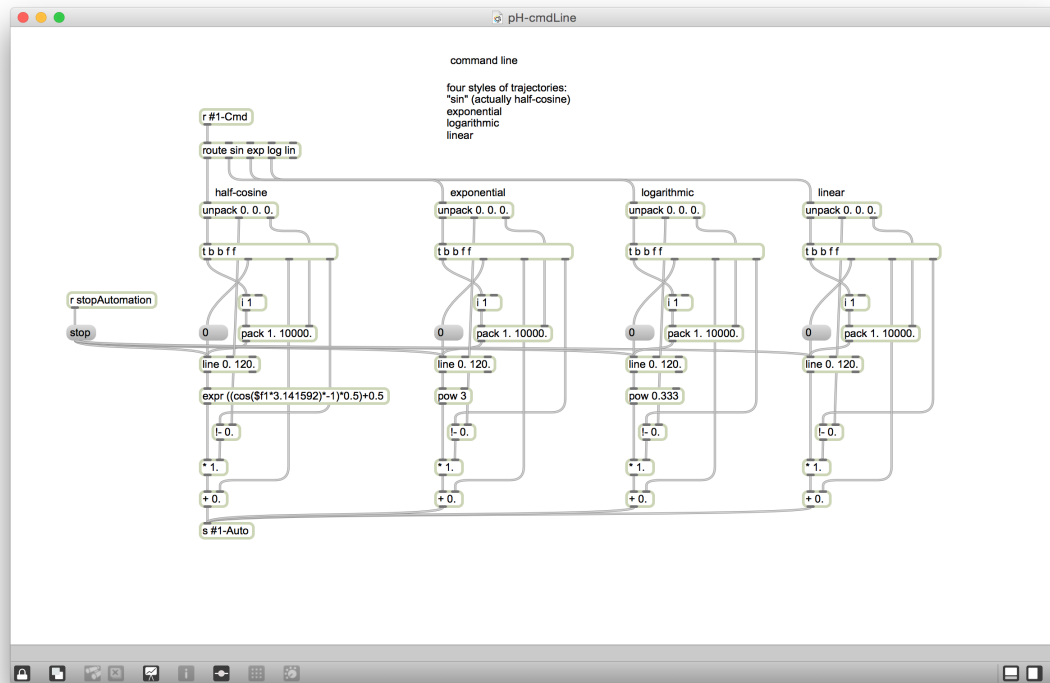 pH-cmdLine
command line
four styles of trajectories:
"sin" (actually half-cosine)
exponential
logarithmic
linear
r #1-Cmd
route sin exp log lin
half-cosine exponential logarithmic linear
unpack 0. 0. 0. unpack 0. 0. 0. unpack 0. 0. 0. unpack 0. 0. 0.
t b b f f t b b f f t b b f f t b b f f
r stopAutomation i 1 i 1 i 1 i 1
stop 0 pack 1. 10000. 0 pack 1. 10000. 0 pack 1. 10000. 0 pack 1. 10000.
line 0. 120. line 0. 120. line 0. 120. line 0. 120.
expr ((cos($f1*3.141592)*-1)*0.5)+0.5 pow 3 pow 0.333
!- 0. !- 0. !- 0. !- 0.
* 1. * 1. * 1. * 1.
+ 0. + 0. + 0. + 0.
s #1-Auto